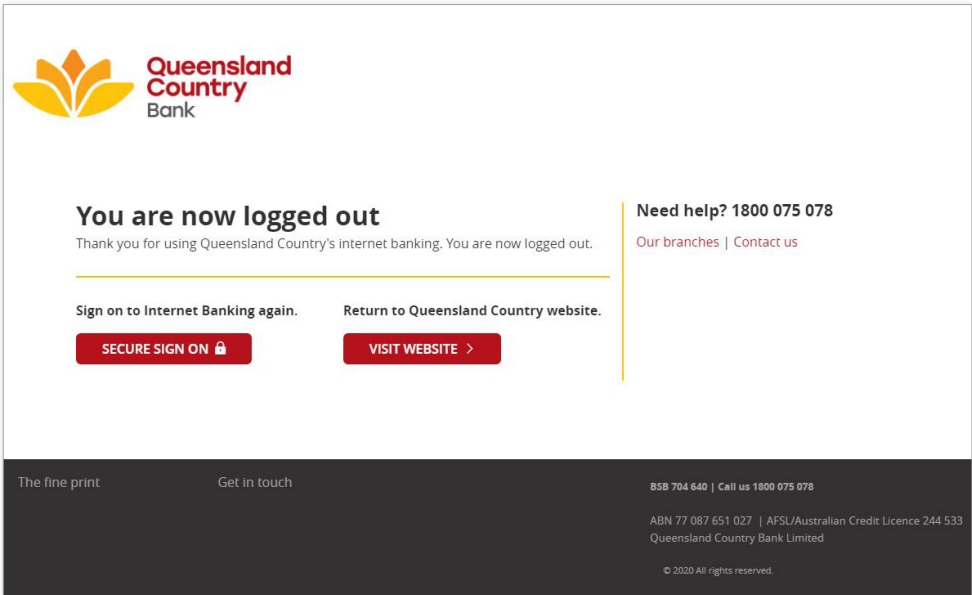 Queensland
Country
Bank
You are now logged out
Thank you for using Queensland Country's internet banking. You are now logged out.
Sign on to Internet Banking again.
SECURE SIGN ON
Return to Queensland Country website.
VISIT WEBSITE >
Need help? 1800 075 078
Our branches | Contact us
The fine print
Get in touch
BSB 704 640 | Call us 1800 075 078
ABN 77 087 651 027 | AFSL/Australian Credit Licence 244 533
Queensland Country Bank Limited
© 2020 All rights reserved.